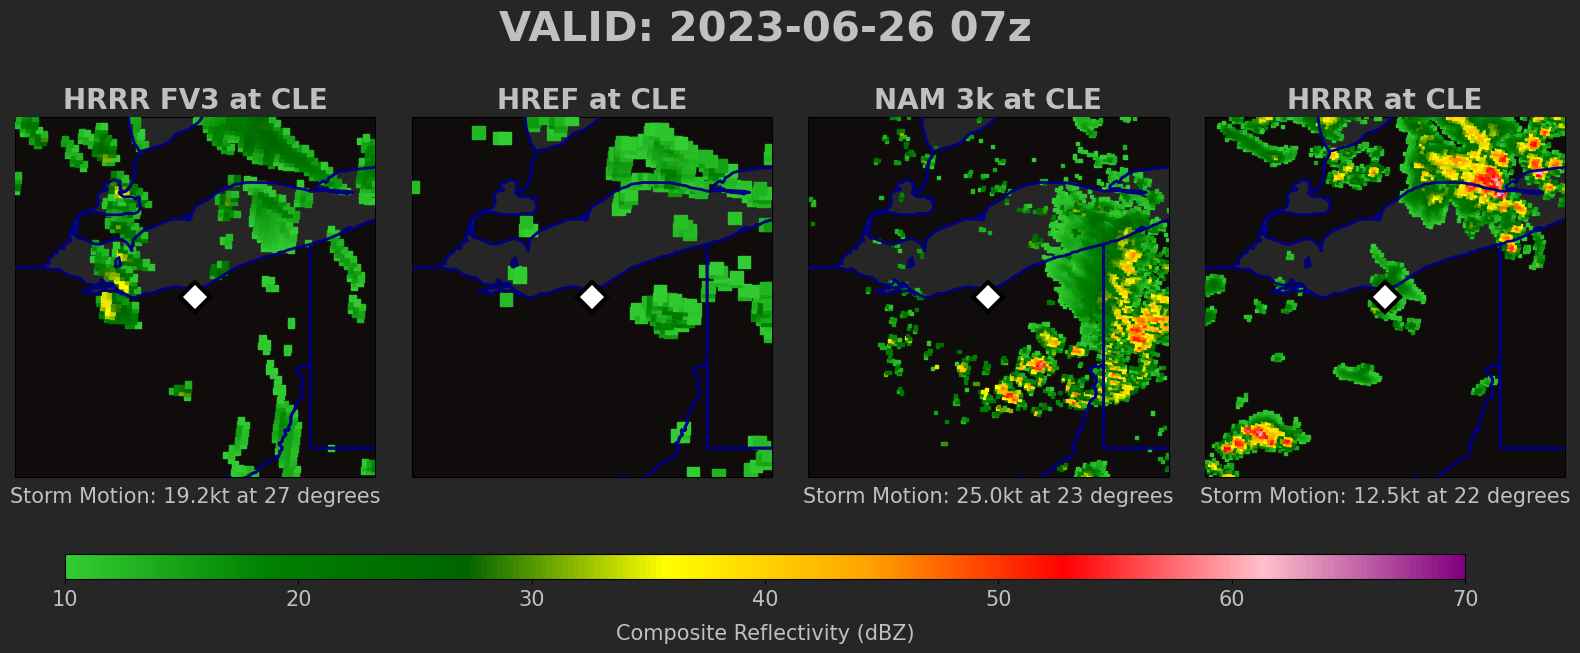 VALID: 2023-06-26 07z
HRRR FV3 at CLE
HREF at CLE
NAM 3k at CLE
HRRR at CLE
Storm Motion: 19.2kt at 27 degrees
Storm Motion: 25.0kt at 23 degrees
Storm Motion: 12.5kt at 22 degrees
10 20 30 40 50 60 70
Composite Reflectivity (dBZ)